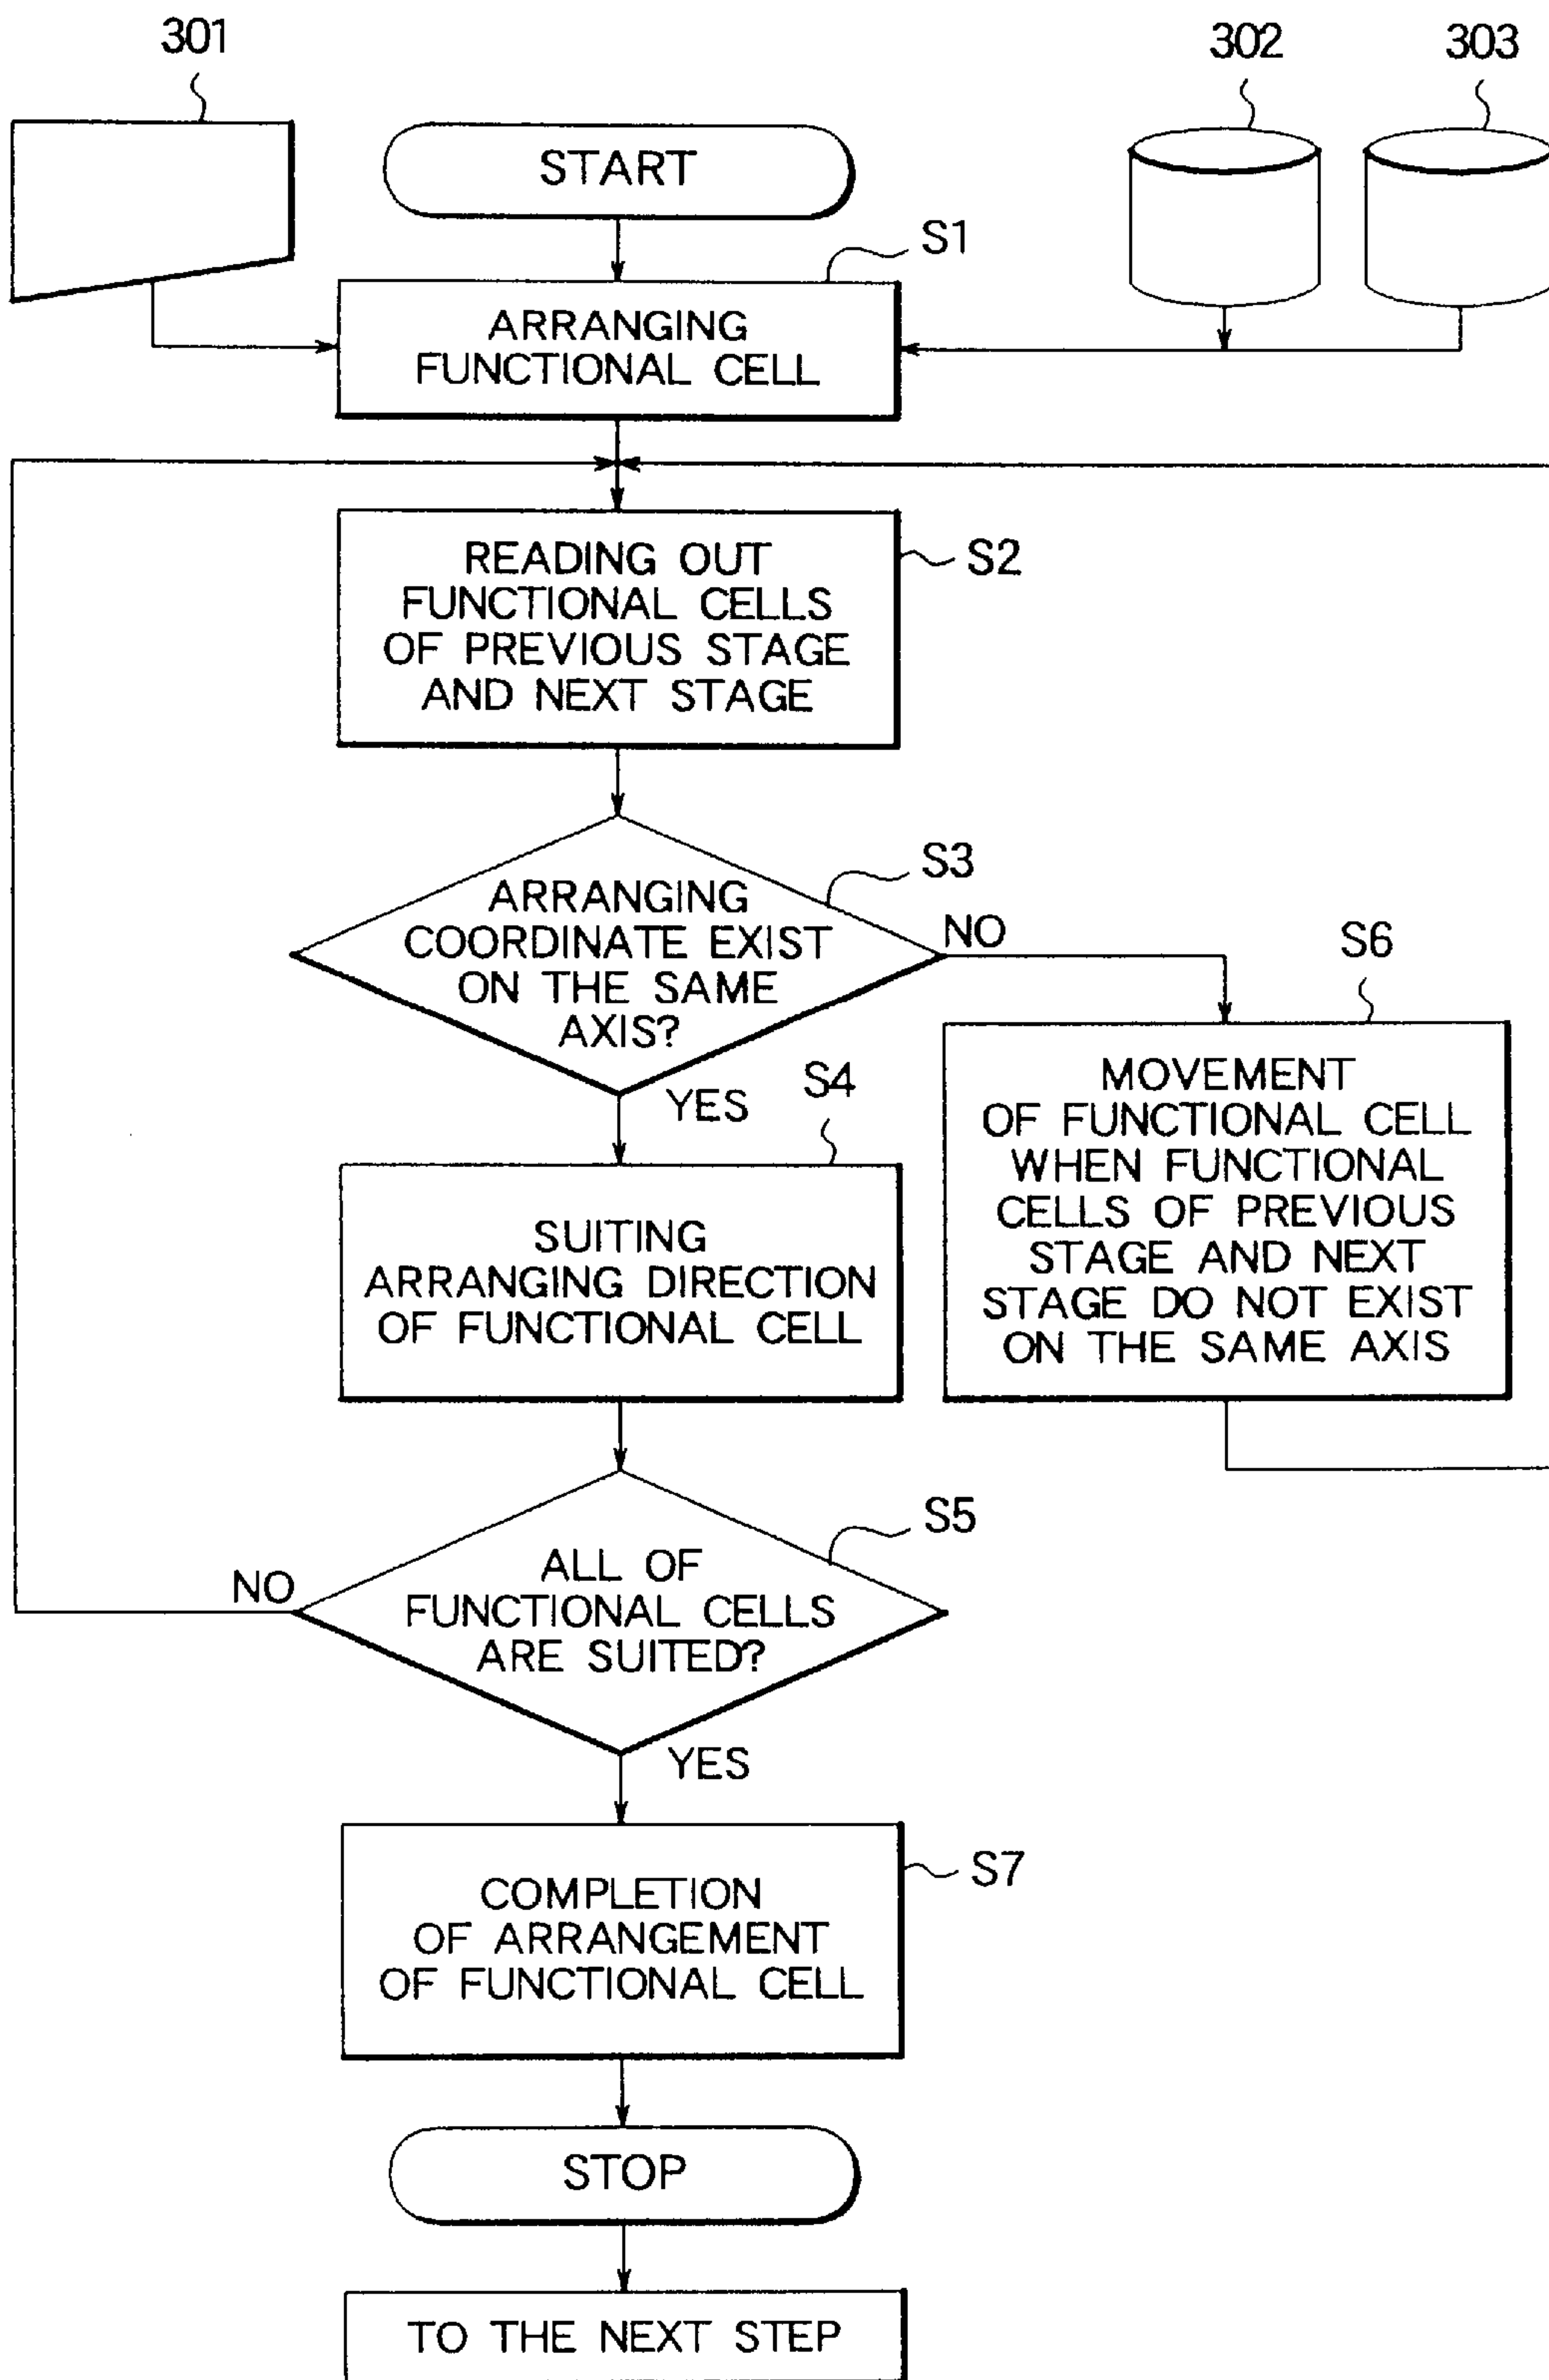 301
302
303
START
S1
ARRANGING
FUNCTIONAL CELL
READING OUT
FUNCTIONAL CELLS
OF PREVIOUS STAGE
AND NEXT STAGE
S2
S3
ARRANGING
COORDINATE EXIST
ON THE SAME
AXIS?
NO
YES
S6
MOVEMENT
OF FUNCTIONAL CELL
WHEN FUNCTIONAL
CELLS OF PREVIOUS
STAGE AND NEXT
STAGE DO NOT EXIST
ON THE SAME AXIS
S4
SUITING
ARRANGING DIRECTION
OF FUNCTIONAL CELL
S5
ALL OF
FUNCTIONAL CELLS
ARE SUITED?
NO
YES
S7
COMPLETION
OF ARRANGEMENT
OF FUNCTIONAL CELL
STOP
TO THE NEXT STEP